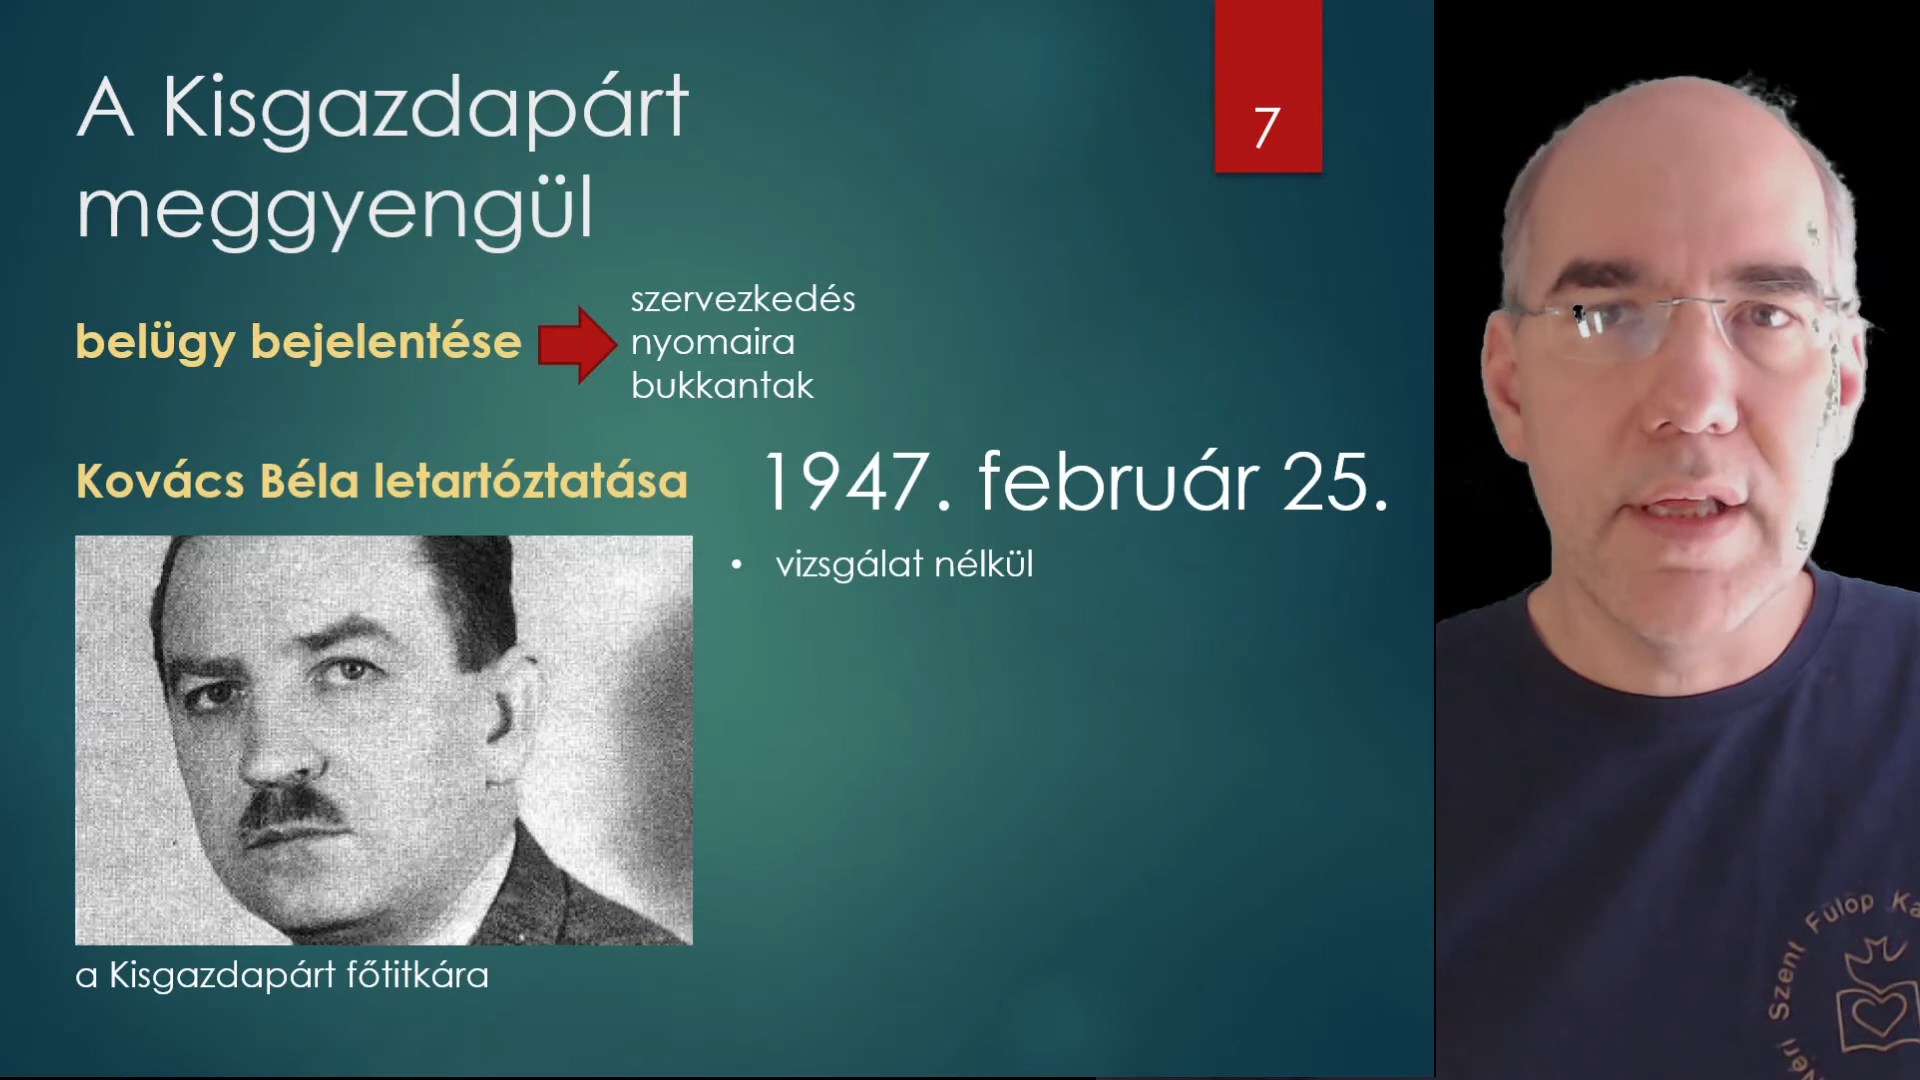 A Kisgazdapárt
meggyengül
7
belügy bejelentése
szervezkedés
nyomaira
bukkantak
Kovács Béla letartóztatása
1947. február 25.
• vizsgálat nélkül
a Kisgazdapárt főtitkára
Szent Fülöp